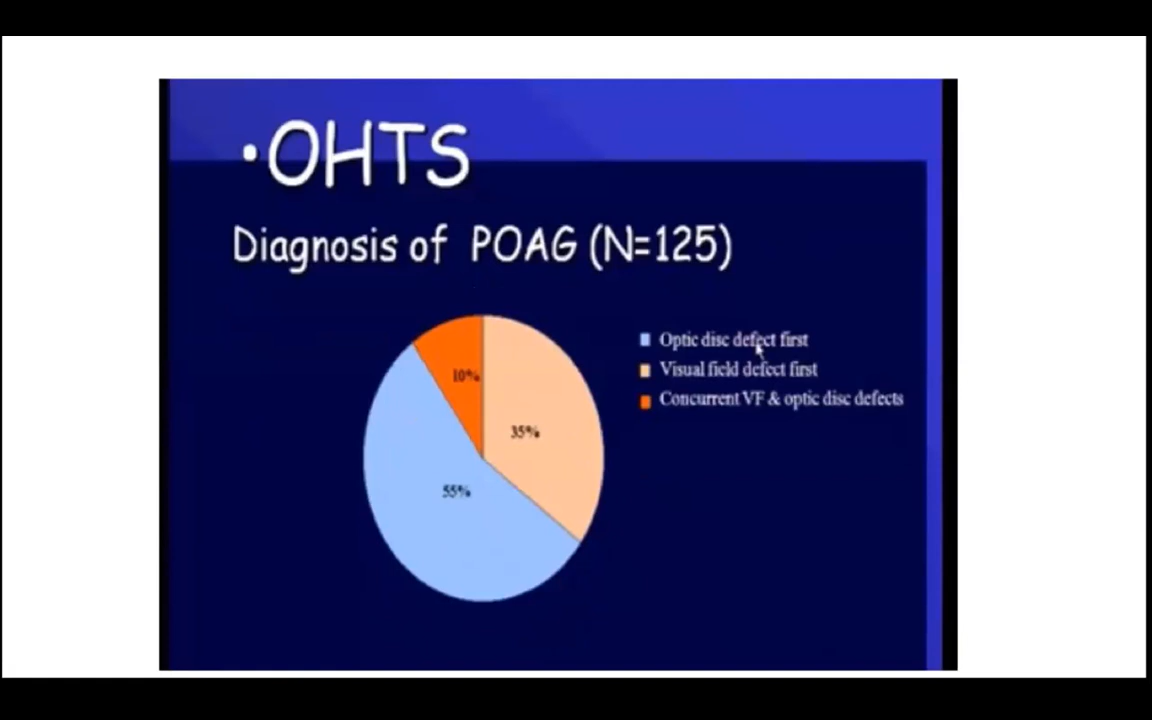 •OHTS
Diagnosis of POAG (N=125)
10%
35%
55%
Optic disc defect first
Visual field defect first
Concurrent VF & optic disc defects